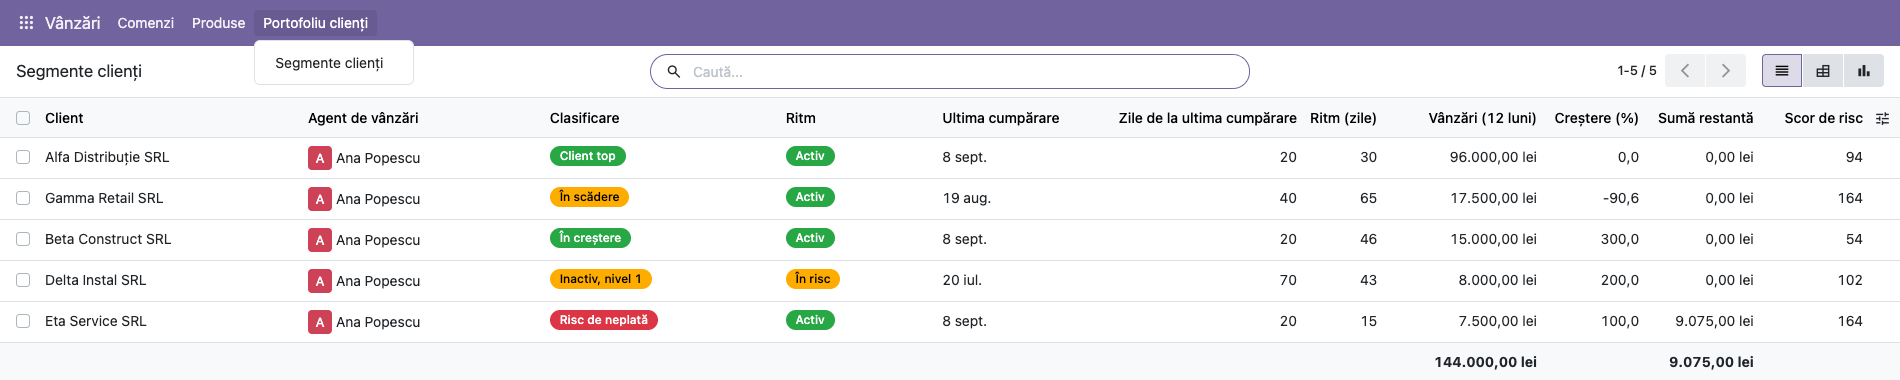 Vânzări Comenzi Produse Portofoliu clienți
Segmente clienți
Segmente clienți Caută... 1-5 / 5
Client Agent de vânzări Clasificare Ritm Ultima cumpărare Zile de la ultima cumpărare Ritm (zile) Vânzări (12 luni) Creștere (%) Sumă restantă Scor de risc
Alfa Distribuție SRL A Ana Popescu Client top Activ 8 sept. 20 30 96.000,00 lei 0,0 0,00 lei 94
Gamma Retail SRL A Ana Popescu În scădere Activ 19 aug. 40 65 17.500,00 lei -90,6 0,00 lei 164
Beta Construct SRL A Ana Popescu În creștere Activ 8 sept. 20 46 15.000,00 lei 300,0 0,00 lei 54
Delta Instal SRL A Ana Popescu Inactiv, nivel 1 În risc 20 iul. 70 43 8.000,00 lei 200,0 0,00 lei 102
Eta Service SRL A Ana Popescu Risc de neplată Activ 8 sept. 20 15 7.500,00 lei 100,0 9.075,00 lei 164
144.000,00 lei 9.075,00 lei